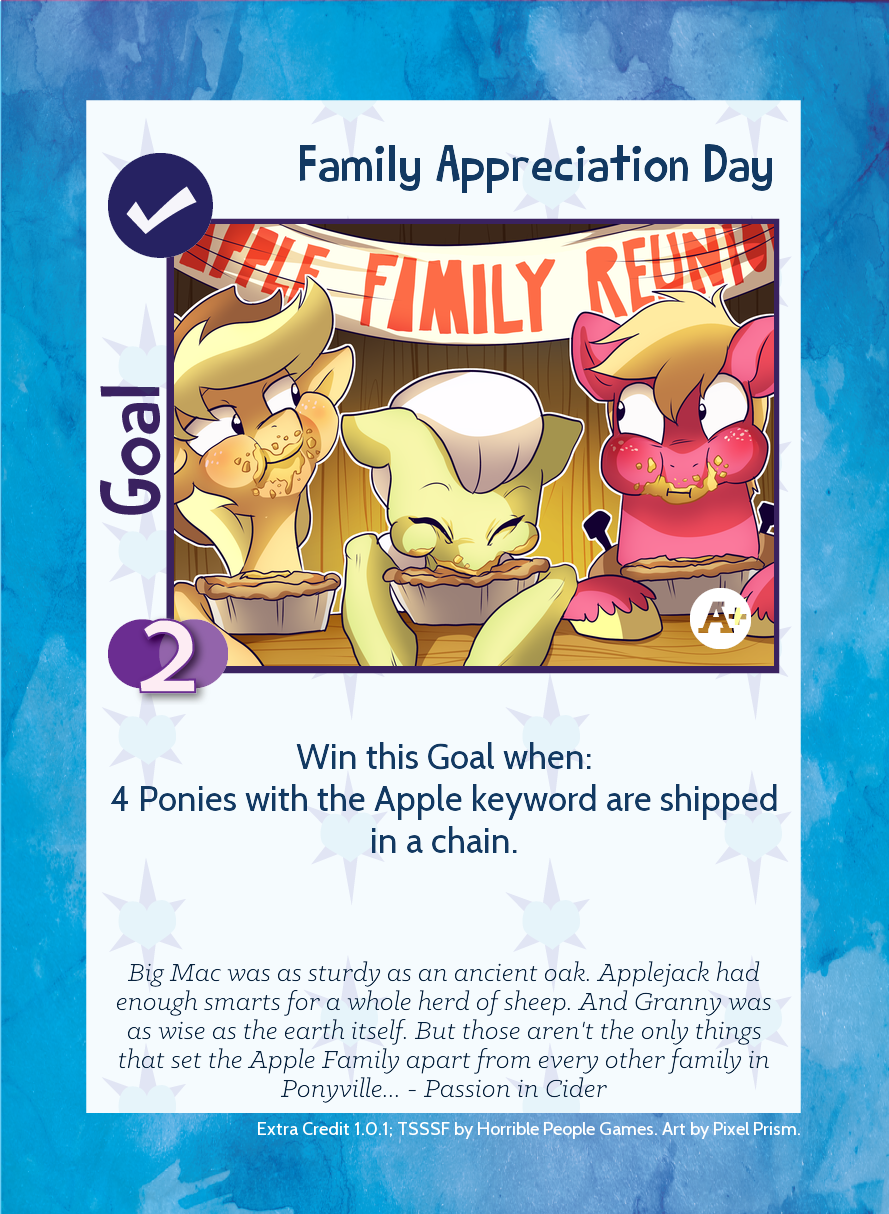 Family Appreciation Day
APPLE FAMILY REUNIO
Goal
A+
2
Win this Goal when:
4 Ponies with the Apple keyword are shipped
in a chain.
Big Mac was as sturdy as an ancient oak. Applejack had
enough smarts for a whole herd of sheep. And Granny was
as wise as the earth itself. But those aren't the only things
that set the Apple Family apart from every other family in
Ponyville... - Passion in Cider
Extra Credit 1.0.1; TSSSF by Horrible People Games. Art by Pixel Prism.